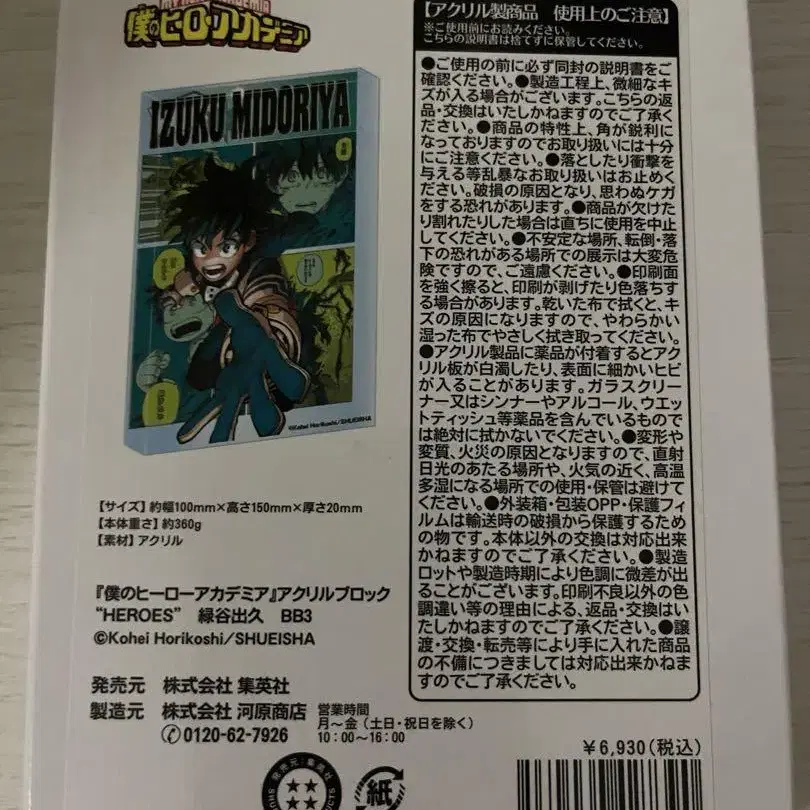 MY HERO ACADEMIA
僕のヒーローアカデミア
IZUKU MIDORIYA
©Kohei Horikoshi/SHUEISHA
【サイズ】約幅100mm×高さ150mm×厚さ20mm
【本体重さ】約360g
【素材】アクリル
『僕のヒーローアカデミア』アクリルブロック
“HEROES” 緑谷出久 BB3
©Kohei Horikoshi/SHUEISHA
発売元 株式会社 集英社
製造元 株式会社 河原商店
✆0120-62-7926
営業時間
月～金(土日・祝日を除く)
10:00～16:00
発売元:集英社
紙
【アクリル製商品 使用上のご注意】
※ご使用前にお読みください。
こちらの説明書は捨てずに保管してください。
●ご使用の前に必ず同封の説明書をご
確認ください。●製造工程上、微細なキ
ズが入る場合がございます。こちらの返
品・交換はいたしかねますのでご了承く
ださい。●商品の特性上、角が鋭利に
なっておりますのでお取り扱いには十分
にご注意ください。●落としたり衝撃を
与える等乱暴なお取り扱いはお止めく
ださい。破損の原因となり、思わぬケガ
をする恐れがあります。●商品が欠けた
り割れたりした場合は直ちに使用を中止
してください。●不安定な場所、転倒・落
下の恐れがある場所での展示は大変危
険ですので、ご遠慮ください。●印刷面
を強く擦ると、印刷が剥げたり色落ちす
る場合があります。乾いた布で拭くと、キ
ズの原因になりますので、やわらかい
湿った布でやさしく拭き取ってください。
●アクリル製品に薬品が付着するとアク
リル板が白濁したり、表面に細かいヒビ
が入ることがあります。ガラスクリー
ナー又はシンナーやアルコール、ウエッ
トティッシュ等薬品を含んでいるもので
は絶対に拭かないでください。●変形や
変質、火災の原因となりますので、直射
日光のあたる場所や、火気の近く、高温
多湿になる場所での使用・保管は避けて
ください。●外装箱・包装OPP・保護フィ
ルムは輸送時の破損から保護するため
の物です。本体以外の交換は対応出来
かねますのでご了承ください。●製造
ロットや製造時期により色調に微差が出
ることがございます。印刷不良以外の色
調違い等の理由による、返品・交換はい
たしかねますのでご了承ください。●譲
渡・交換・転売等により手に入れた商品
の不備につきましては対応出来かねま
すのでご了承ください。
￥6,930(税込)